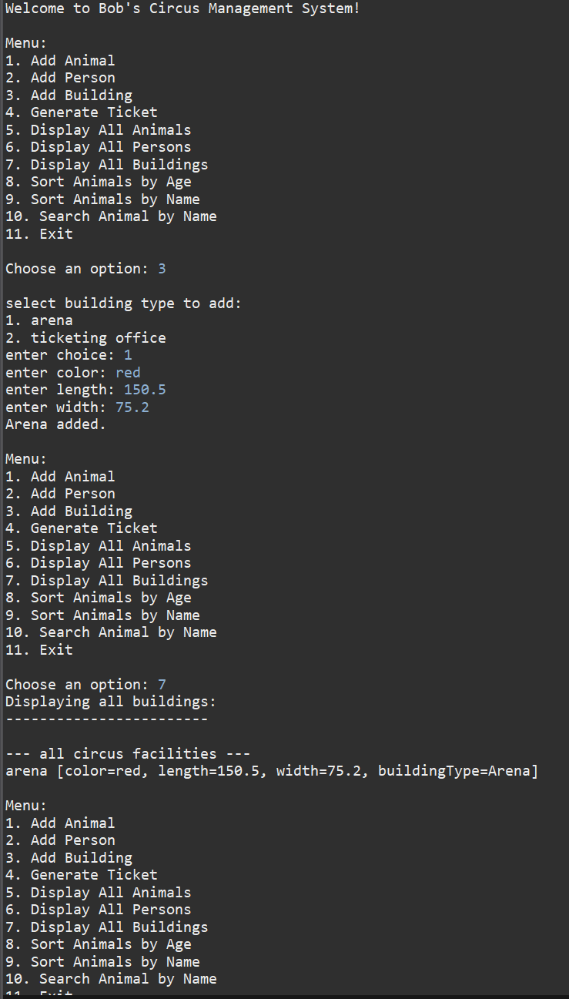 Welcome to Bob's Circus Management System!
Menu:
1. Add Animal
2. Add Person
3. Add Building
4. Generate Ticket
5. Display All Animals
6. Display All Persons
7. Display All Buildings
8. Sort Animals by Age
9. Sort Animals by Name
10. Search Animal by Name
11. Exit
Choose an option: 3
select building type to add:
1. arena
2. ticketing office
enter choice: 1
enter color: red
enter length: 150.5
enter width: 75.2
Arena added.
Menu:
1. Add Animal
2. Add Person
3. Add Building
4. Generate Ticket
5. Display All Animals
6. Display All Persons
7. Display All Buildings
8. Sort Animals by Age
9. Sort Animals by Name
10. Search Animal by Name
11. Exit
Choose an option: 7
Displaying all buildings:
------------------------
--- all circus facilities ---
arena [color=red, length=150.5, width=75.2, buildingType=Arena]
Menu:
1. Add Animal
2. Add Person
3. Add Building
4. Generate Ticket
5. Display All Animals
6. Display All Persons
7. Display All Buildings
8. Sort Animals by Age
9. Sort Animals by Name
10. Search Animal by Name
11. Exit